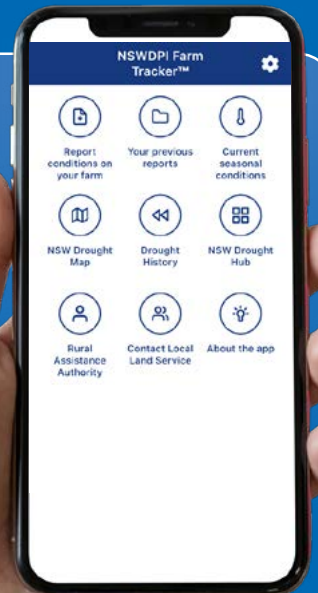 NSWDPI Farm
Tracker™
Report
conditions on
your farm
Your previous
reports
Current
seasonal
conditions
NSW Drought
Map
Drought
History
NSW Drought
Hub
Rural
Assistance
Authority
Contact Local
Land Service
About the app